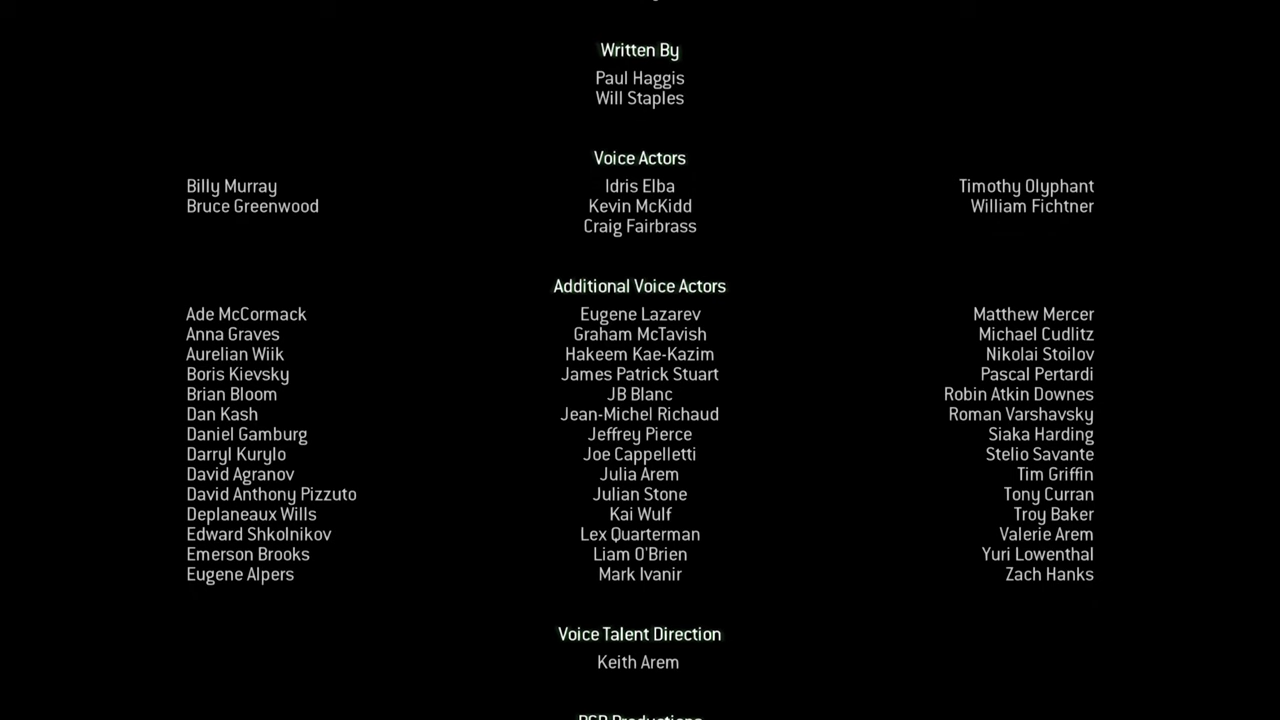 Written By
Paul Haggis
Will Staples
Voice Actors
Billy Murray Idris Elba Timothy Olyphant
Bruce Greenwood Kevin McKidd William Fichtner
Craig Fairbrass
Additional Voice Actors
Ade McCormack Eugene Lazarev Matthew Mercer
Anna Graves Graham McTavish Michael Cudlitz
Aurelian Wiik Hakeem Kae-Kazim Nikolai Stoilov
Boris Kievsky James Patrick Stuart Pascal Pertardi
Brian Bloom JB Blanc Robin Atkin Downes
Dan Kash Jean-Michel Richaud Roman Varshavsky
Daniel Gamburg Jeffrey Pierce Siaka Harding
Darryl Kurylo Joe Cappelletti Stelio Savante
David Agranov Julia Arem Tim Griffin
David Anthony Pizzuto Julian Stone Tony Curran
Deplaneaux Wills Kai Wulf Troy Baker
Edward Shkolnikov Lex Quarterman Valerie Arem
Emerson Brooks Liam O'Brien Yuri Lowenthal
Eugene Alpers Mark Ivanir Zach Hanks
Voice Talent Direction
Keith Arem
Productions